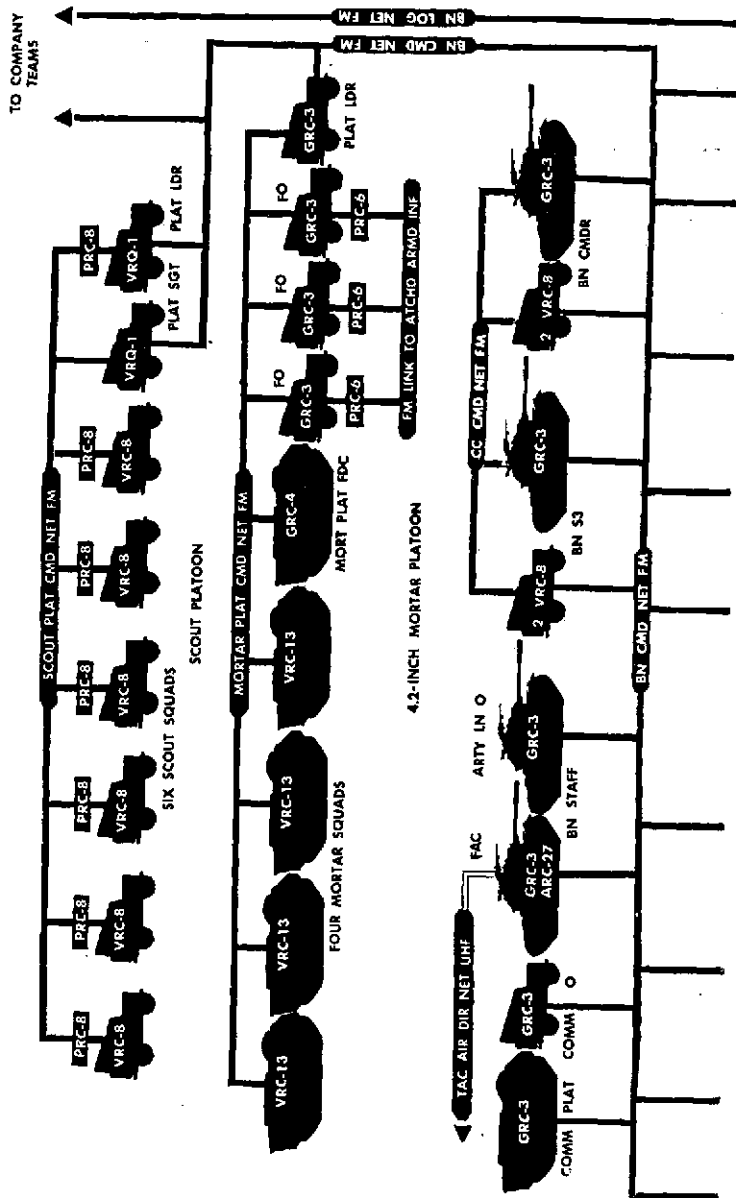 TO COMPANY
TEAMS
SCOUT PLAT CMD NET FM
PRC-8 PRC-8 PRC-8 PRC-8 PRC-8 PRC-8 PRC-8
VRC-8 VRC-8 VRC-8 VRC-8 VRC-8 VRC-8 VRQ-1 VRQ-1
SIX SCOUT SQUADS PLAT SGT PLAT LDR
SCOUT PLATOON
MORTAR PLAT CMD NET FM
FO FO FO
VRC-13 VRC-13 VRC-13 VRC-13 GRC-4 GRC-3 GRC-3 GRC-3 GRC-3
FOUR MORTAR SQUADS MORT PLAT FDC PLAT LDR
PRC-6 PRC-6 PRC-6
FM LINK TO ATCHD ARMD INF
4.2-INCH MORTAR PLATOON
BN LOG NET FM
BN CMD NET FM
TAC AIR DIR NET UHF
CC CMD NET FM
FAC ARTY LN O
GRC-3 GRC-3 GRC-3 ARC-27 GRC-3 2 VRC-8 GRC-3 2 VRC-8 GRC-3
COMM PLAT COMM O BN STAFF BN S3 BN CMDR
BN CMD NET FM